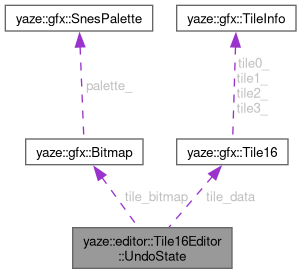 yaze::gfx::SnesPalette
yaze::gfx::TileInfo
palette_
tile0_
tile1_
tile2_
tile3_
yaze::gfx::Bitmap
yaze::gfx::Tile16
tile_bitmap
tile_data
yaze::editor::Tile16Editor
::UndoState